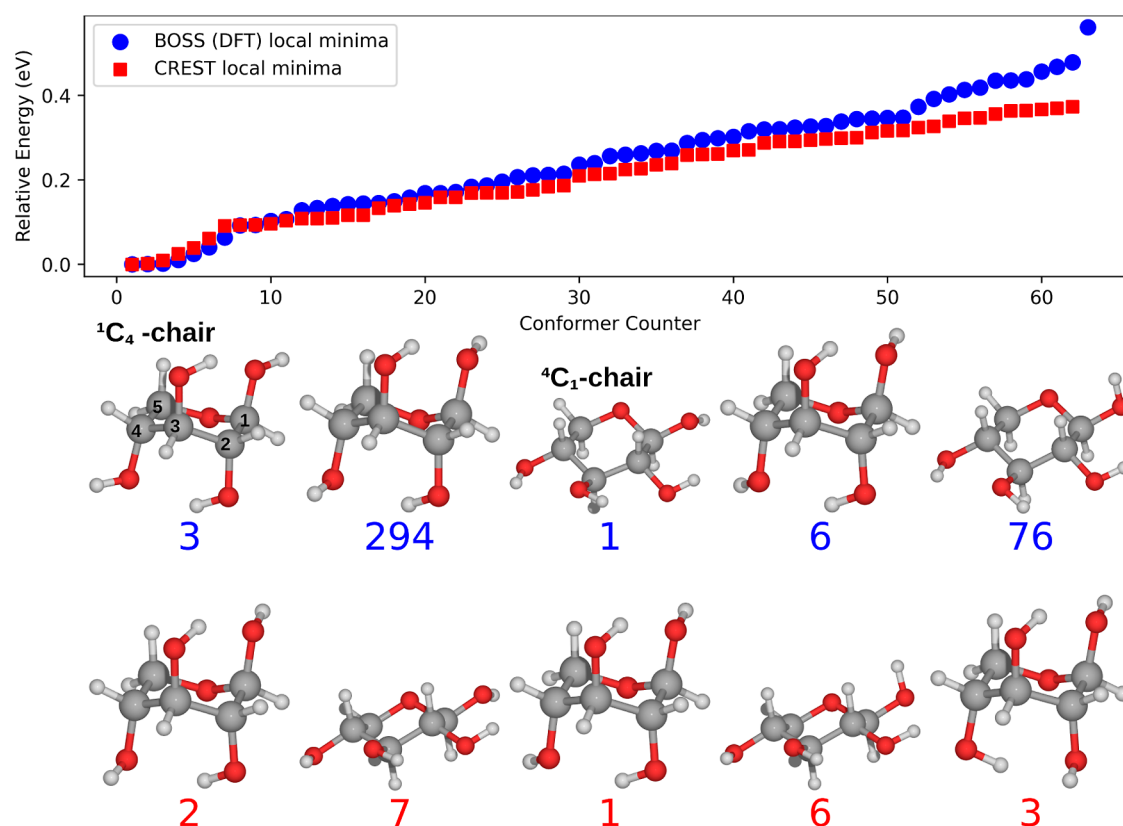 BOSS (DFT) local minima
CREST local minima
Relative Energy (eV)
0.4
0.2
0.0
0 10 20 30 40 50 60
Conformer Counter
¹C₄ -chair
⁴C₁-chair
5
1
4 3
2
3 294 1 6 76
2 7 1 6 3